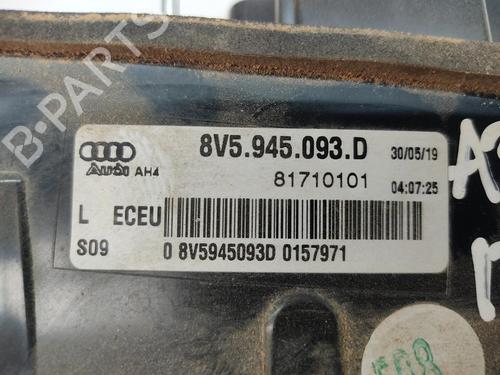 B-PARTS
8V5.945.093.D 30/05/19
Audi AH4 81710101 04:07:25
L ECEU
S09 0 8V5945093D 0157971